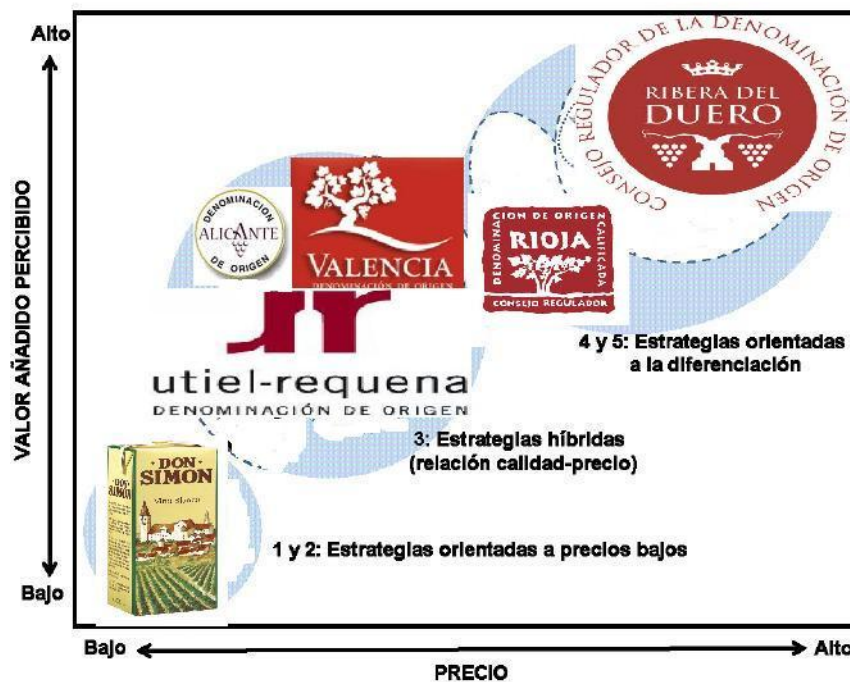 Alto
VALOR AÑADIDO PERCIBIDO
Bajo
CONSEJO REGULADOR DE LA DENOMINACIÓN DE ORIGEN
RIBERA DEL
DUERO
DENOMINACION
ALICANTE
DE ORIGEN
VALENCIA
DENOMINACIÓN DE ORIGEN
DENOMINACION DE ORIGEN CALIFICADA
RIOJA
CONSEJO REGULADOR
4 y 5: Estrategias orientadas
a la diferenciación
utiel-requena
DENOMINACIÓN DE ORIGEN
3: Estrategias híbridas
(relación calidad-precio)
DON
SIMON
Vino Blanco
1 y 2: Estrategias orientadas a precios bajos
Bajo
Alto
PRECIO